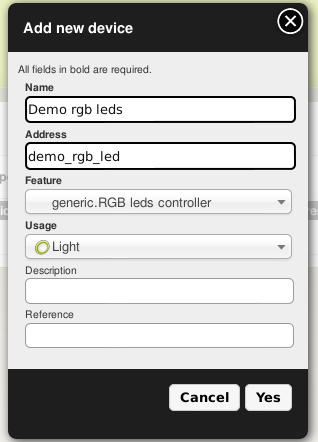 Add new device
All fields in bold are required.
Name
Demo rgb leds
Address
demo_rgb_led
Feature
generic.RGB leds controller
Usage
Light
Description
Reference
Cancel Yes